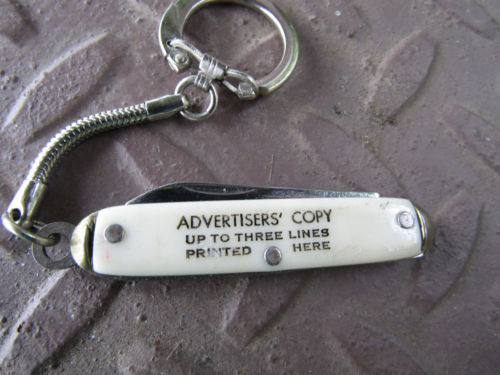 ADVERTISERS' COPY
UP TO THREE LINES
PRINTED HERE